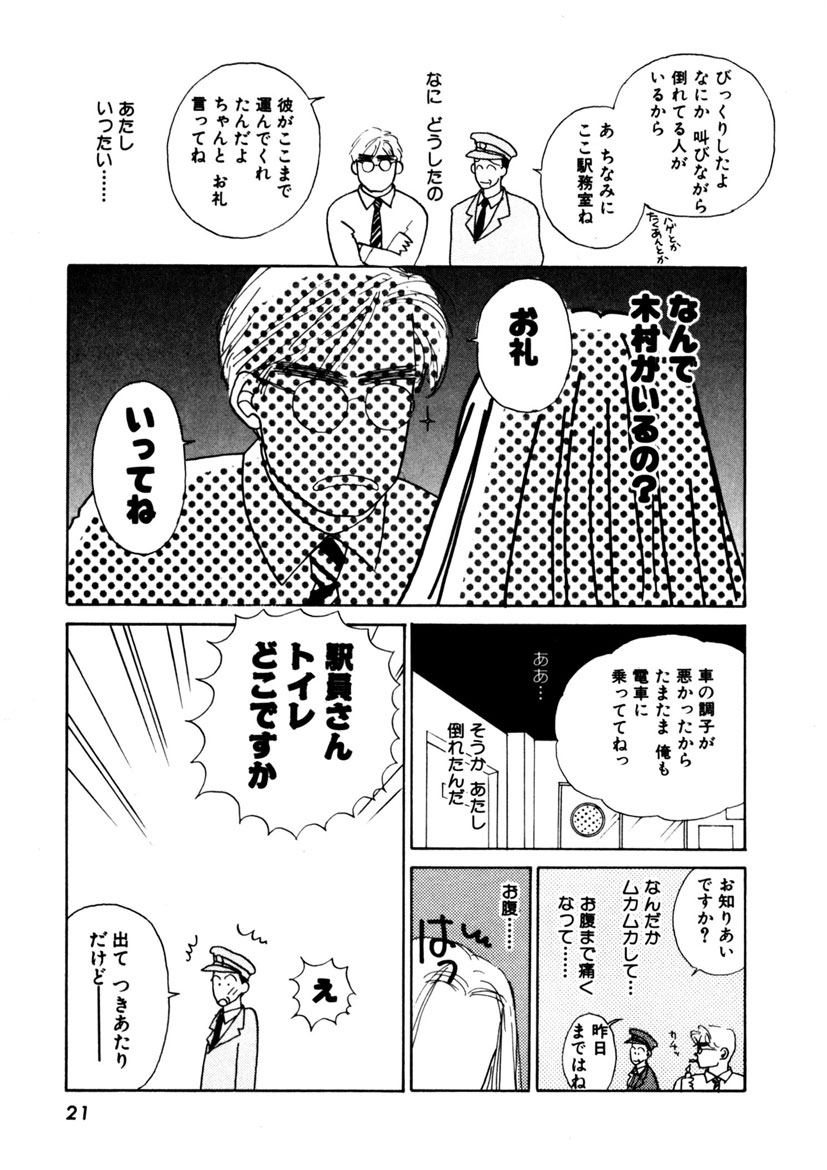 びっくりしたよ
なにか 叫びながら
倒れてる人が
いるから
あ ちなみに
ここ駅務室ね
ハゲとか
たくあんとか
なに どうしたの
彼がここまで
運んでくれ
たんだよ
ちゃんと お礼
言ってね
あたし
いったい……
なんで
木村がいるの？
お礼
いってね
車の調子が
悪かったから
たまたま 俺も
電車に
乗っててねっ
ああ…
そうか あたし
倒れたんだ
お知りあい
ですか？
なんだか
ムカムカして…
お腹まで痛く
なって……
昨日
まではね
カチッ
お腹……
はっ
駅員さん
トイレ
どこですか
え
出て つきあたり
だけど――
21